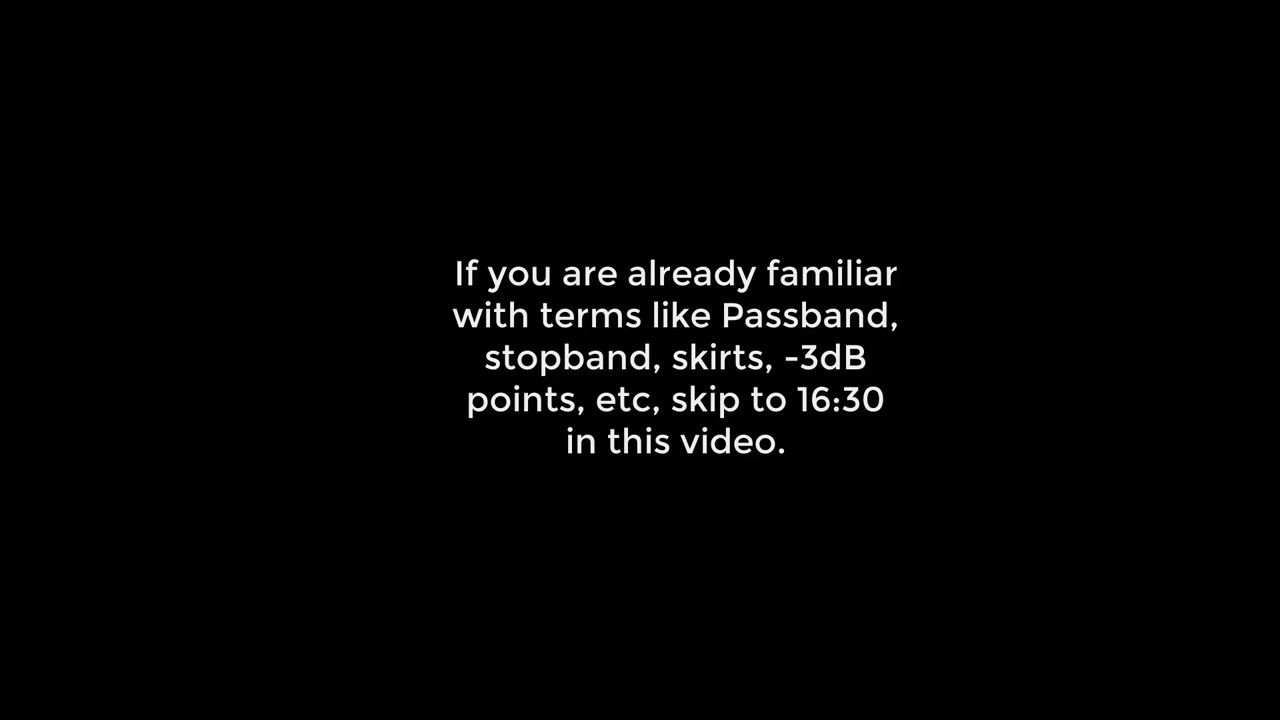 If you are already familiar
with terms like Passband,
stopband, skirts, -3dB
points, etc, skip to 16:30
in this video.